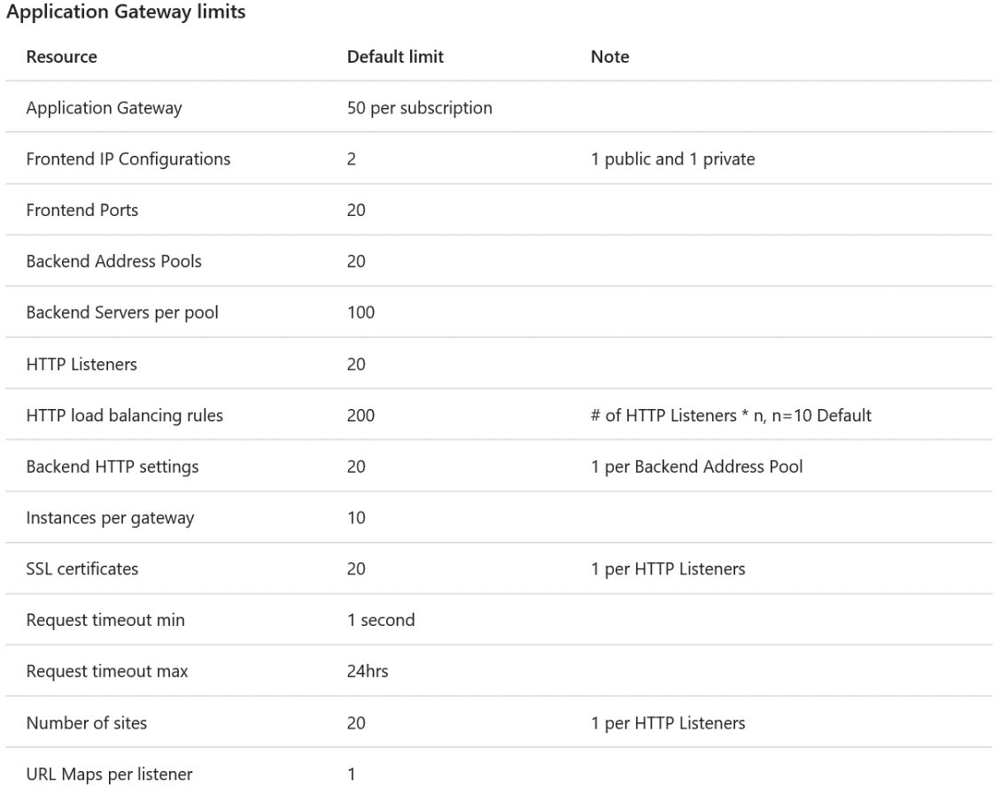 Application Gateway limits
Resource Default limit Note
Application Gateway 50 per subscription
Frontend IP Configurations 2 1 public and 1 private
Frontend Ports 20
Backend Address Pools 20
Backend Servers per pool 100
HTTP Listeners 20
HTTP load balancing rules 200 # of HTTP Listeners * n, n=10 Default
Backend HTTP settings 20 1 per Backend Address Pool
Instances per gateway 10
SSL certificates 20 1 per HTTP Listeners
Request timeout min 1 second
Request timeout max 24hrs
Number of sites 20 1 per HTTP Listeners
URL Maps per listener 1